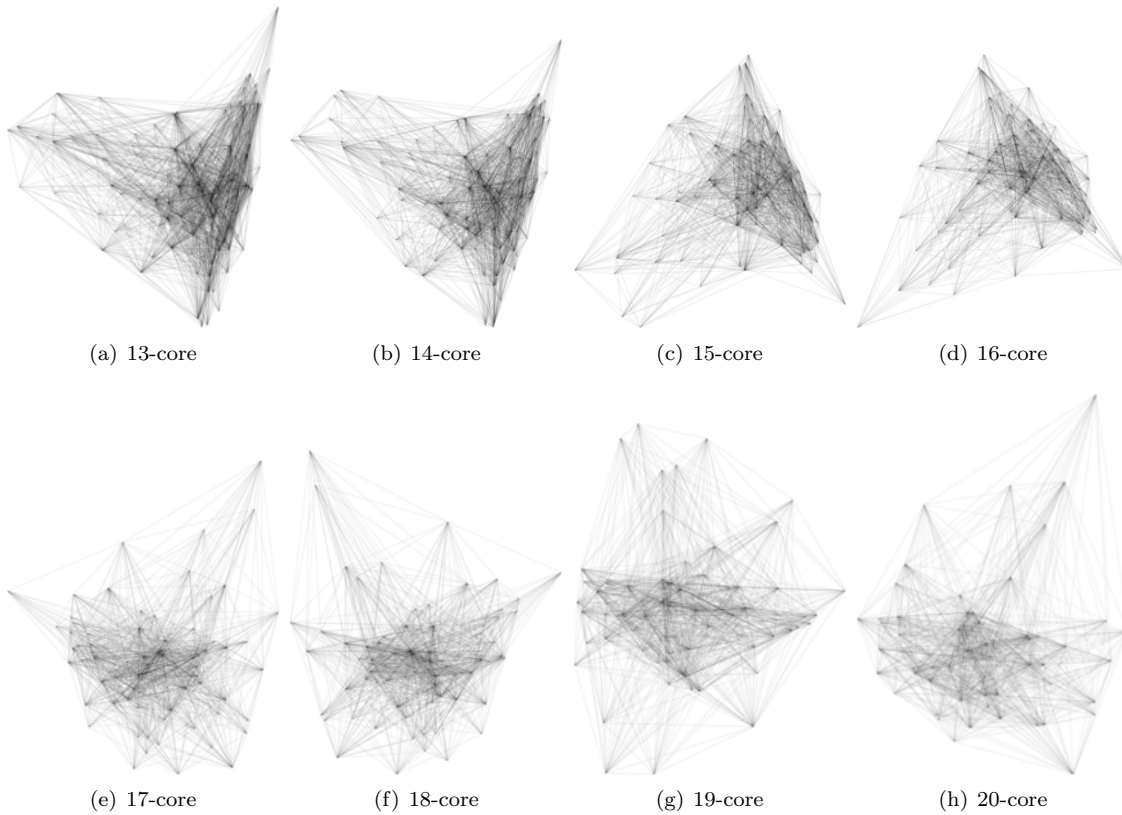 (a) 13-core (b) 14-core (c) 15-core (d) 16-core
(e) 17-core (f) 18-core (g) 19-core (h) 20-core